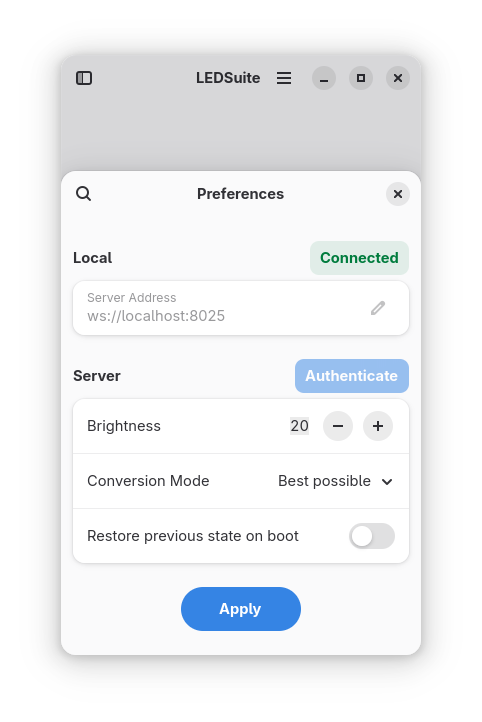 LEDSuite
Preferences
Local
Connected
Server Address
ws://localhost:8025
Server
Authenticate
Brightness
20
Conversion Mode
Best possible
Restore previous state on boot
Apply